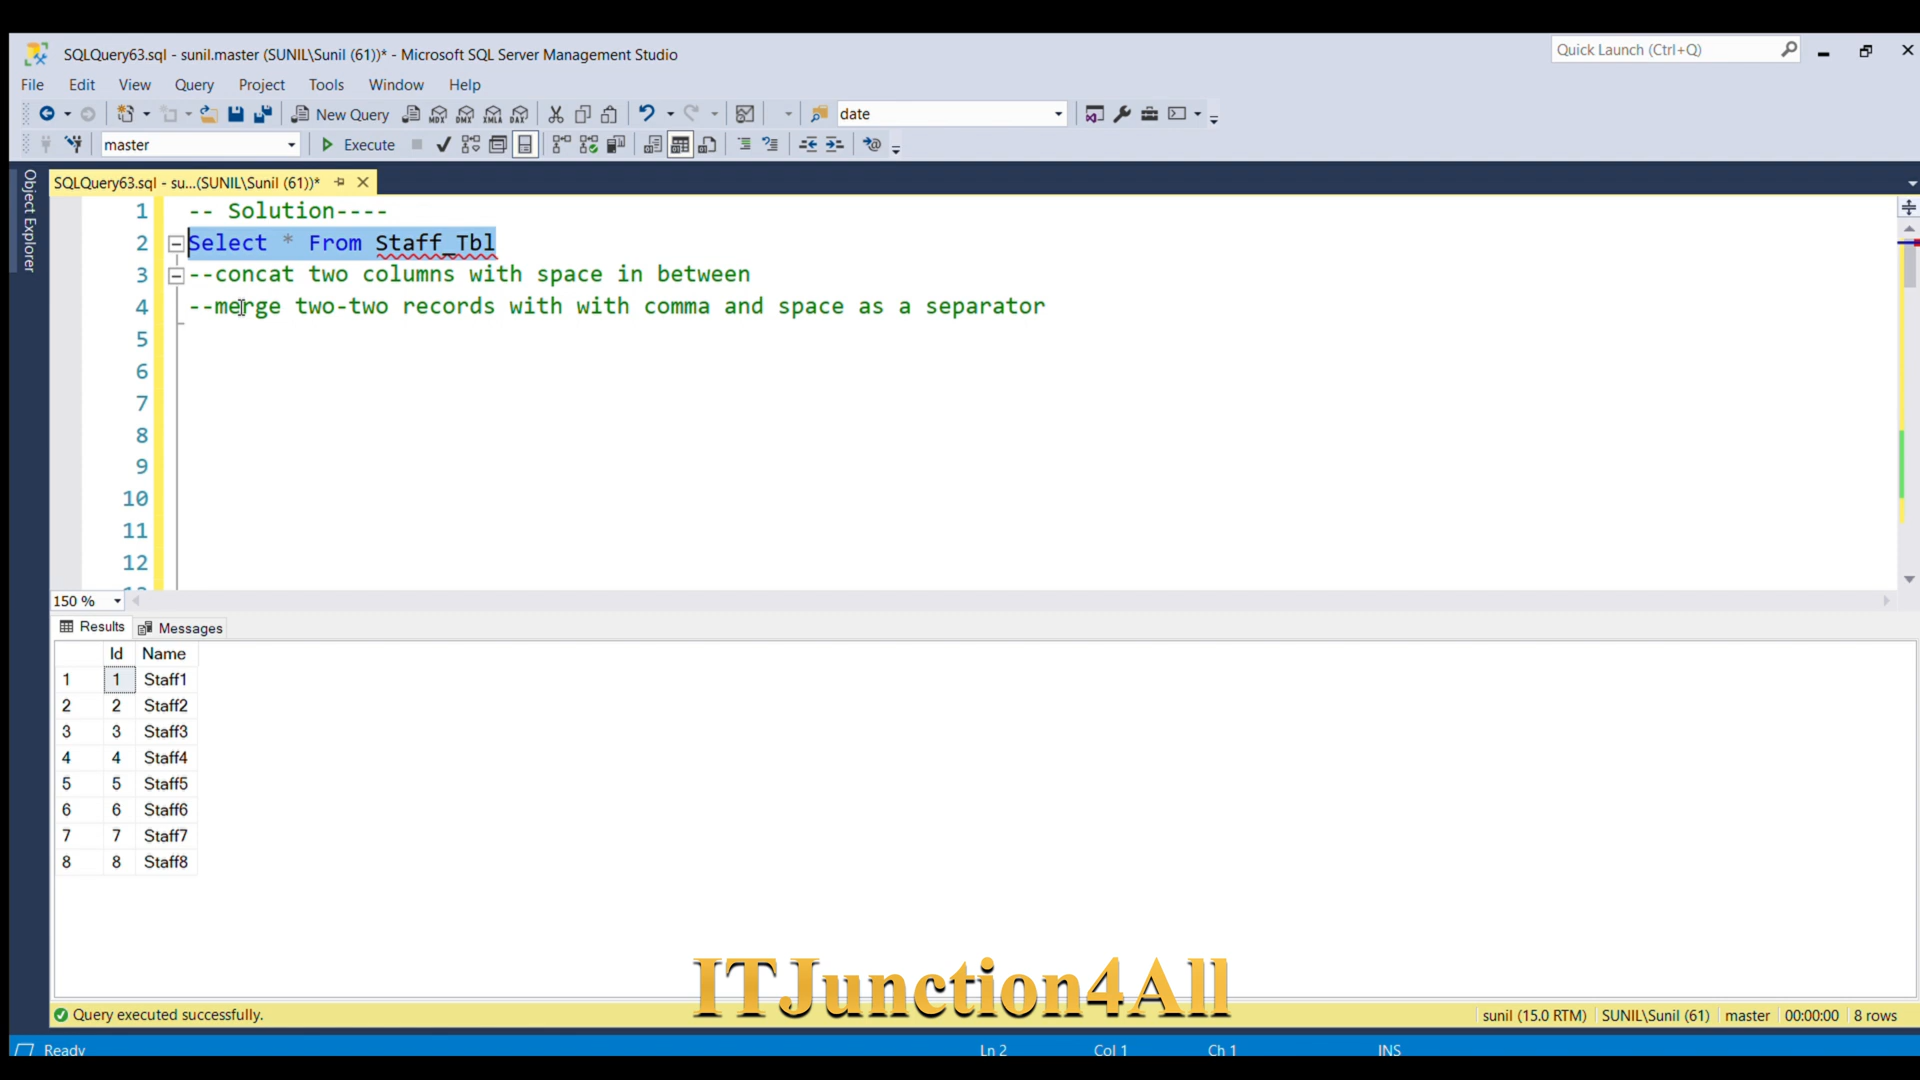 SQLQuery63.sql - sunil.master (SUNIL\Sunil (61))* - Microsoft SQL Server Management Studio
Quick Launch (Ctrl+Q)
File Edit View Query Project Tools Window Help
New Query MDX DMX XMLA DAX date
master Execute
Object Explorer
SQLQuery63.sql - su...(SUNIL\Sunil (61))*
1 -- Solution----
2 Select * From Staff_Tbl
3 --concat two columns with space in between
4 --merge two-two records with with comma and space as a separator
5
6
7
8
9
10
11
12
150 %
Results Messages
Id Name
1 1 Staff1
2 2 Staff2
3 3 Staff3
4 4 Staff4
5 5 Staff5
6 6 Staff6
7 7 Staff7
8 8 Staff8
ITJunction4All
Query executed successfully. sunil (15.0 RTM) SUNIL\Sunil (61) master 00:00:00 8 rows
Ready Ln 2 Col 1 Ch 1 INS